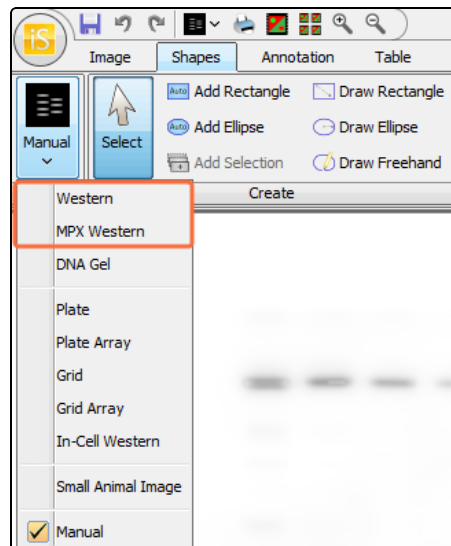 iS
Image Shapes Annotation Table
Manual
Select
Auto Add Rectangle
Auto Add Ellipse
Add Selection
Draw Rectangle
Draw Ellipse
Draw Freehand
Create
Western
MPX Western
DNA Gel
Plate
Plate Array
Grid
Grid Array
In-Cell Western
Small Animal Image
Manual